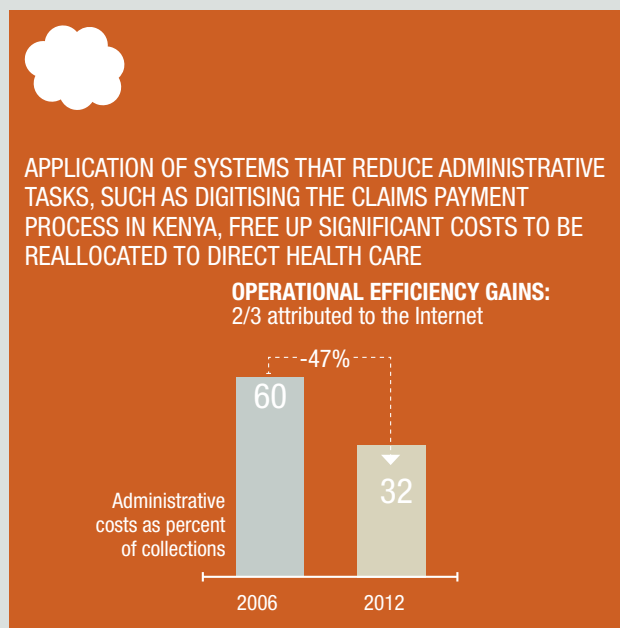 APPLICATION OF SYSTEMS THAT REDUCE ADMINISTRATIVE
TASKS, SUCH AS DIGITISING THE CLAIMS PAYMENT
PROCESS IN KENYA, FREE UP SIGNIFICANT COSTS TO BE
REALLOCATED TO DIRECT HEALTH CARE
OPERATIONAL EFFICIENCY GAINS:
2/3 attributed to the Internet
-47%
60
32
Administrative
costs as percent
of collections
2006
2012